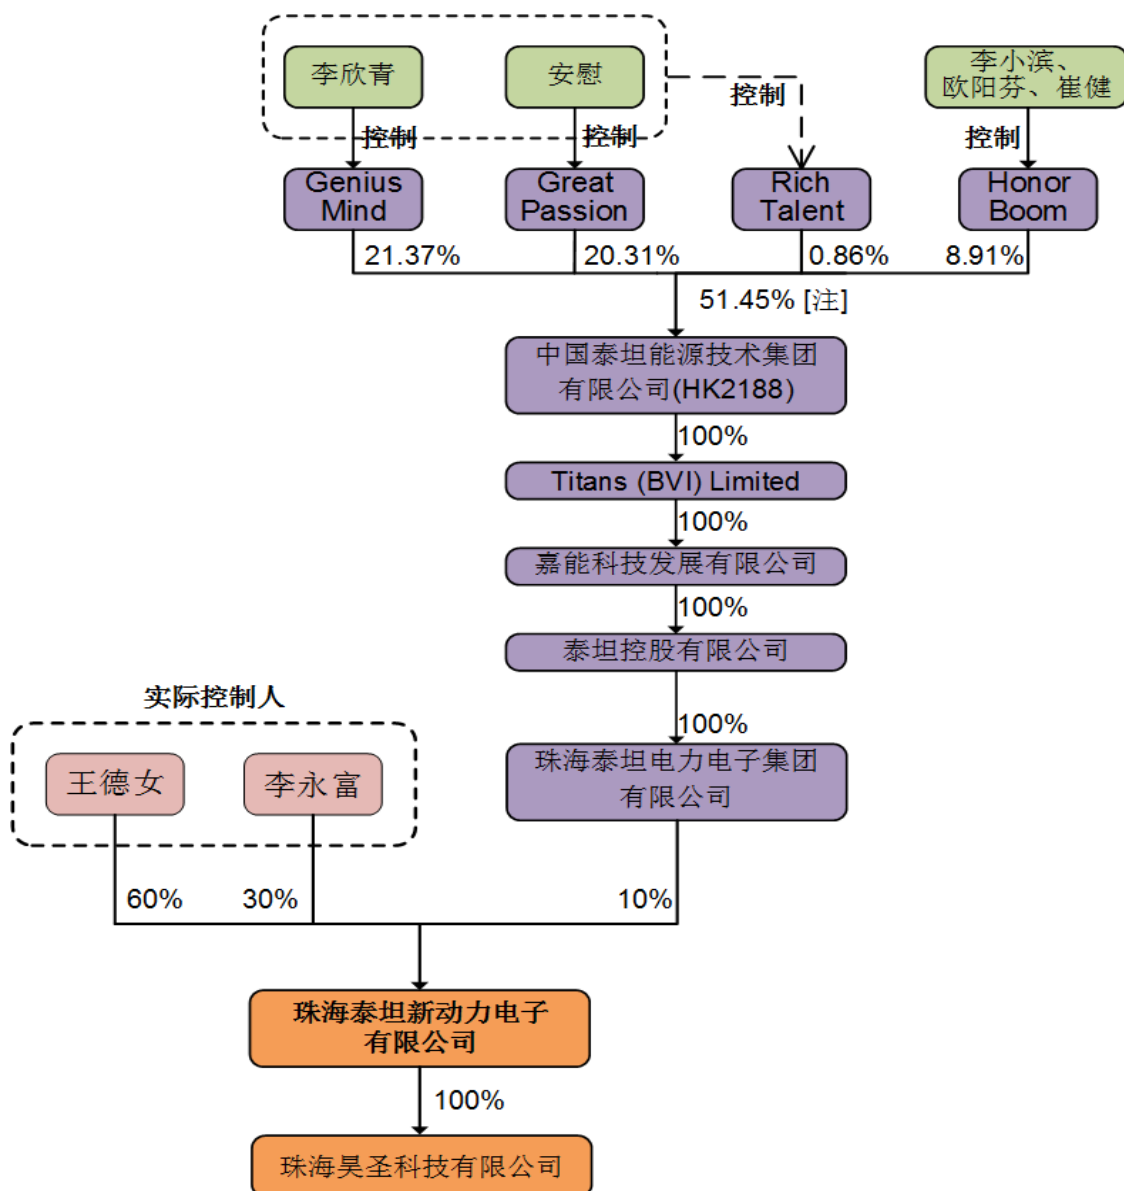 李欣青
安慰
李小滨、
欧阳芬、崔健
控制
控制
控制
控制
Genius
Mind
Great
Passion
Rich
Talent
Honor
Boom
21.37%
20.31%
0.86%
8.91%
51.45% [注]
中国泰坦能源技术集团
有限公司(HK2188)
100%
Titans (BVI) Limited
100%
嘉能科技发展有限公司
100%
泰坦控股有限公司
100%
珠海泰坦电力电子集团
有限公司
实际控制人
王德女
李永富
60%
30%
10%
珠海泰坦新动力电子
有限公司
100%
珠海昊圣科技有限公司